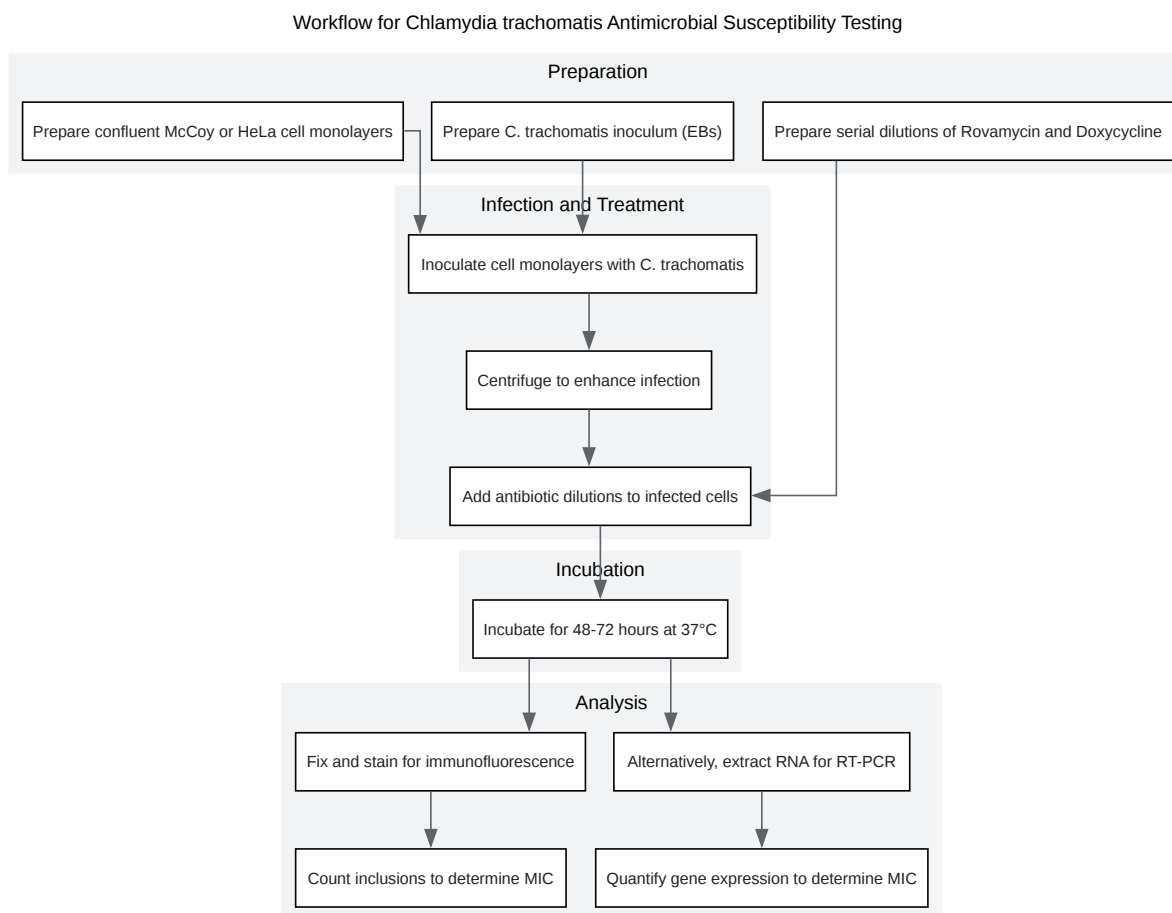 Workflow for Chlamydia trachomatis Antimicrobial Susceptibility Testing
Preparation
Prepare confluent McCoy or HeLa cell monolayers
Prepare C. trachomatis inoculum (EBs)
Prepare serial dilutions of Rovamycin and Doxycycline
Infection and Treatment
Inoculate cell monolayers with C. trachomatis
Centrifuge to enhance infection
Add antibiotic dilutions to infected cells
Incubation
Incubate for 48-72 hours at 37°C
Analysis
Fix and stain for immunofluorescence
Alternatively, extract RNA for RT-PCR
Count inclusions to determine MIC
Quantify gene expression to determine MIC